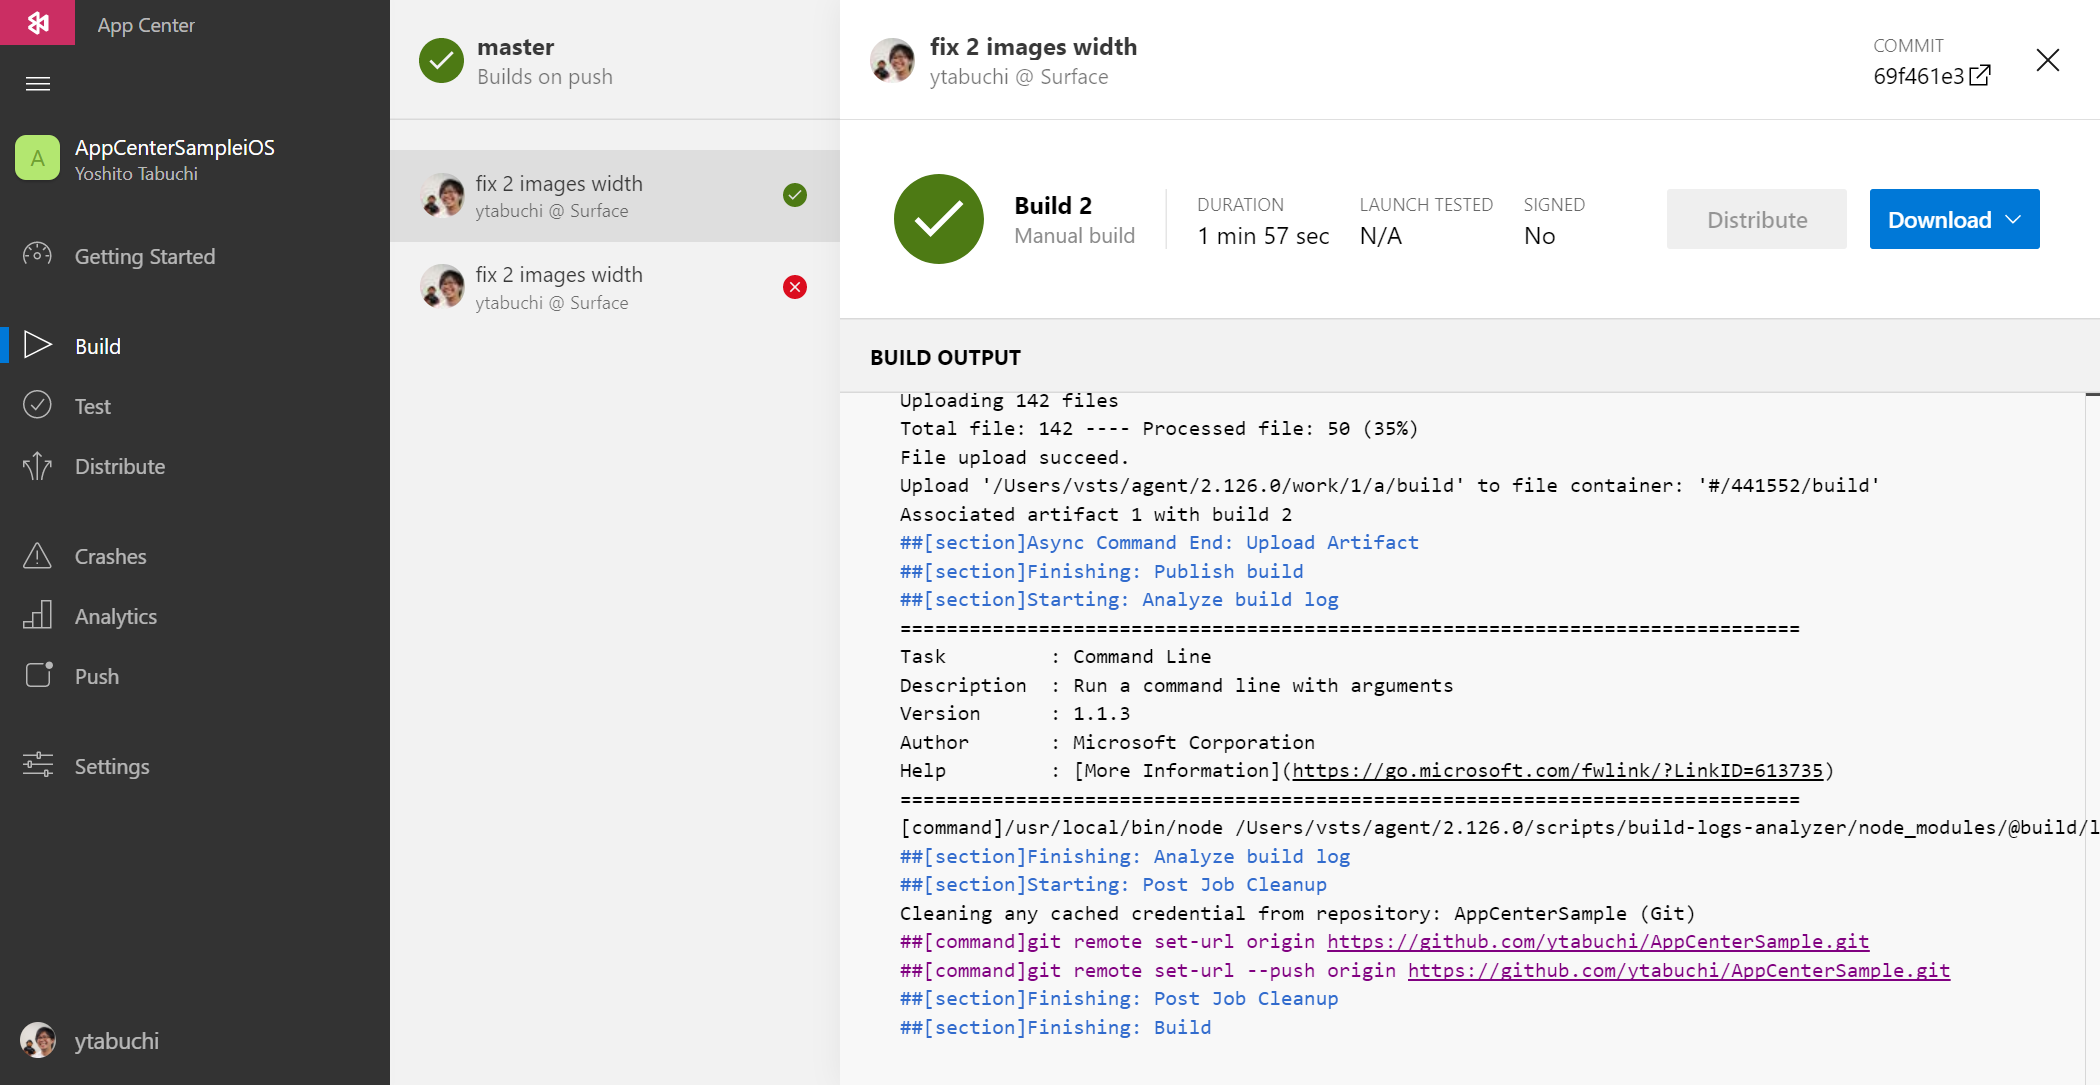 App Center
A
AppCenterSampleiOS
Yoshito Tabuchi
Getting Started
Build
Test
Distribute
Crashes
Analytics
Push
Settings
ytabuchi
master
Builds on push
fix 2 images width
ytabuchi @ Surface
fix 2 images width
ytabuchi @ Surface
fix 2 images width
ytabuchi @ Surface
COMMIT
69f461e3
Build 2
Manual build
DURATION
1 min 57 sec
LAUNCH TESTED
N/A
SIGNED
No
Distribute
Download
BUILD OUTPUT
Uploading 142 files
Total file: 142 ---- Processed file: 50 (35%)
File upload succeed.
Upload '/Users/vsts/agent/2.126.0/work/1/a/build' to file container: '#/441552/build'
Associated artifact 1 with build 2
##[section]Async Command End: Upload Artifact
##[section]Finishing: Publish build
##[section]Starting: Analyze build log
==============================================================================
Task         : Command Line
Description  : Run a command line with arguments
Version      : 1.1.3
Author       : Microsoft Corporation
Help         : [More Information](https://go.microsoft.com/fwlink/?LinkID=613735)
==============================================================================
[command]/usr/local/bin/node /Users/vsts/agent/2.126.0/scripts/build-logs-analyzer/node_modules/@build/l
##[section]Finishing: Analyze build log
##[section]Starting: Post Job Cleanup
Cleaning any cached credential from repository: AppCenterSample (Git)
##[command]git remote set-url origin https://github.com/ytabuchi/AppCenterSample.git
##[command]git remote set-url --push origin https://github.com/ytabuchi/AppCenterSample.git
##[section]Finishing: Post Job Cleanup
##[section]Finishing: Build